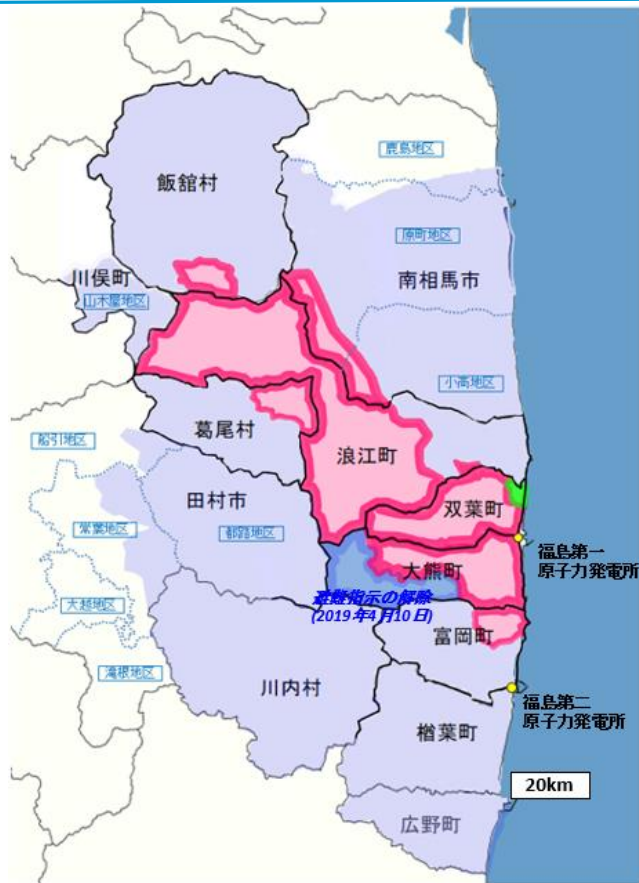 鹿島地区
飯舘村
原町地区
川俣町
南相馬市
山木屋地区
小高地区
葛尾村
船引地区
浪江町
田村市
双葉町
常葉地区
都路地区
福島第一
原子力発電所
大熊町
避難指示の解除
(2019年4月10日)
大越地区
富岡町
滝根地区
川内村
福島第二
原子力発電所
楢葉町
20km
広野町